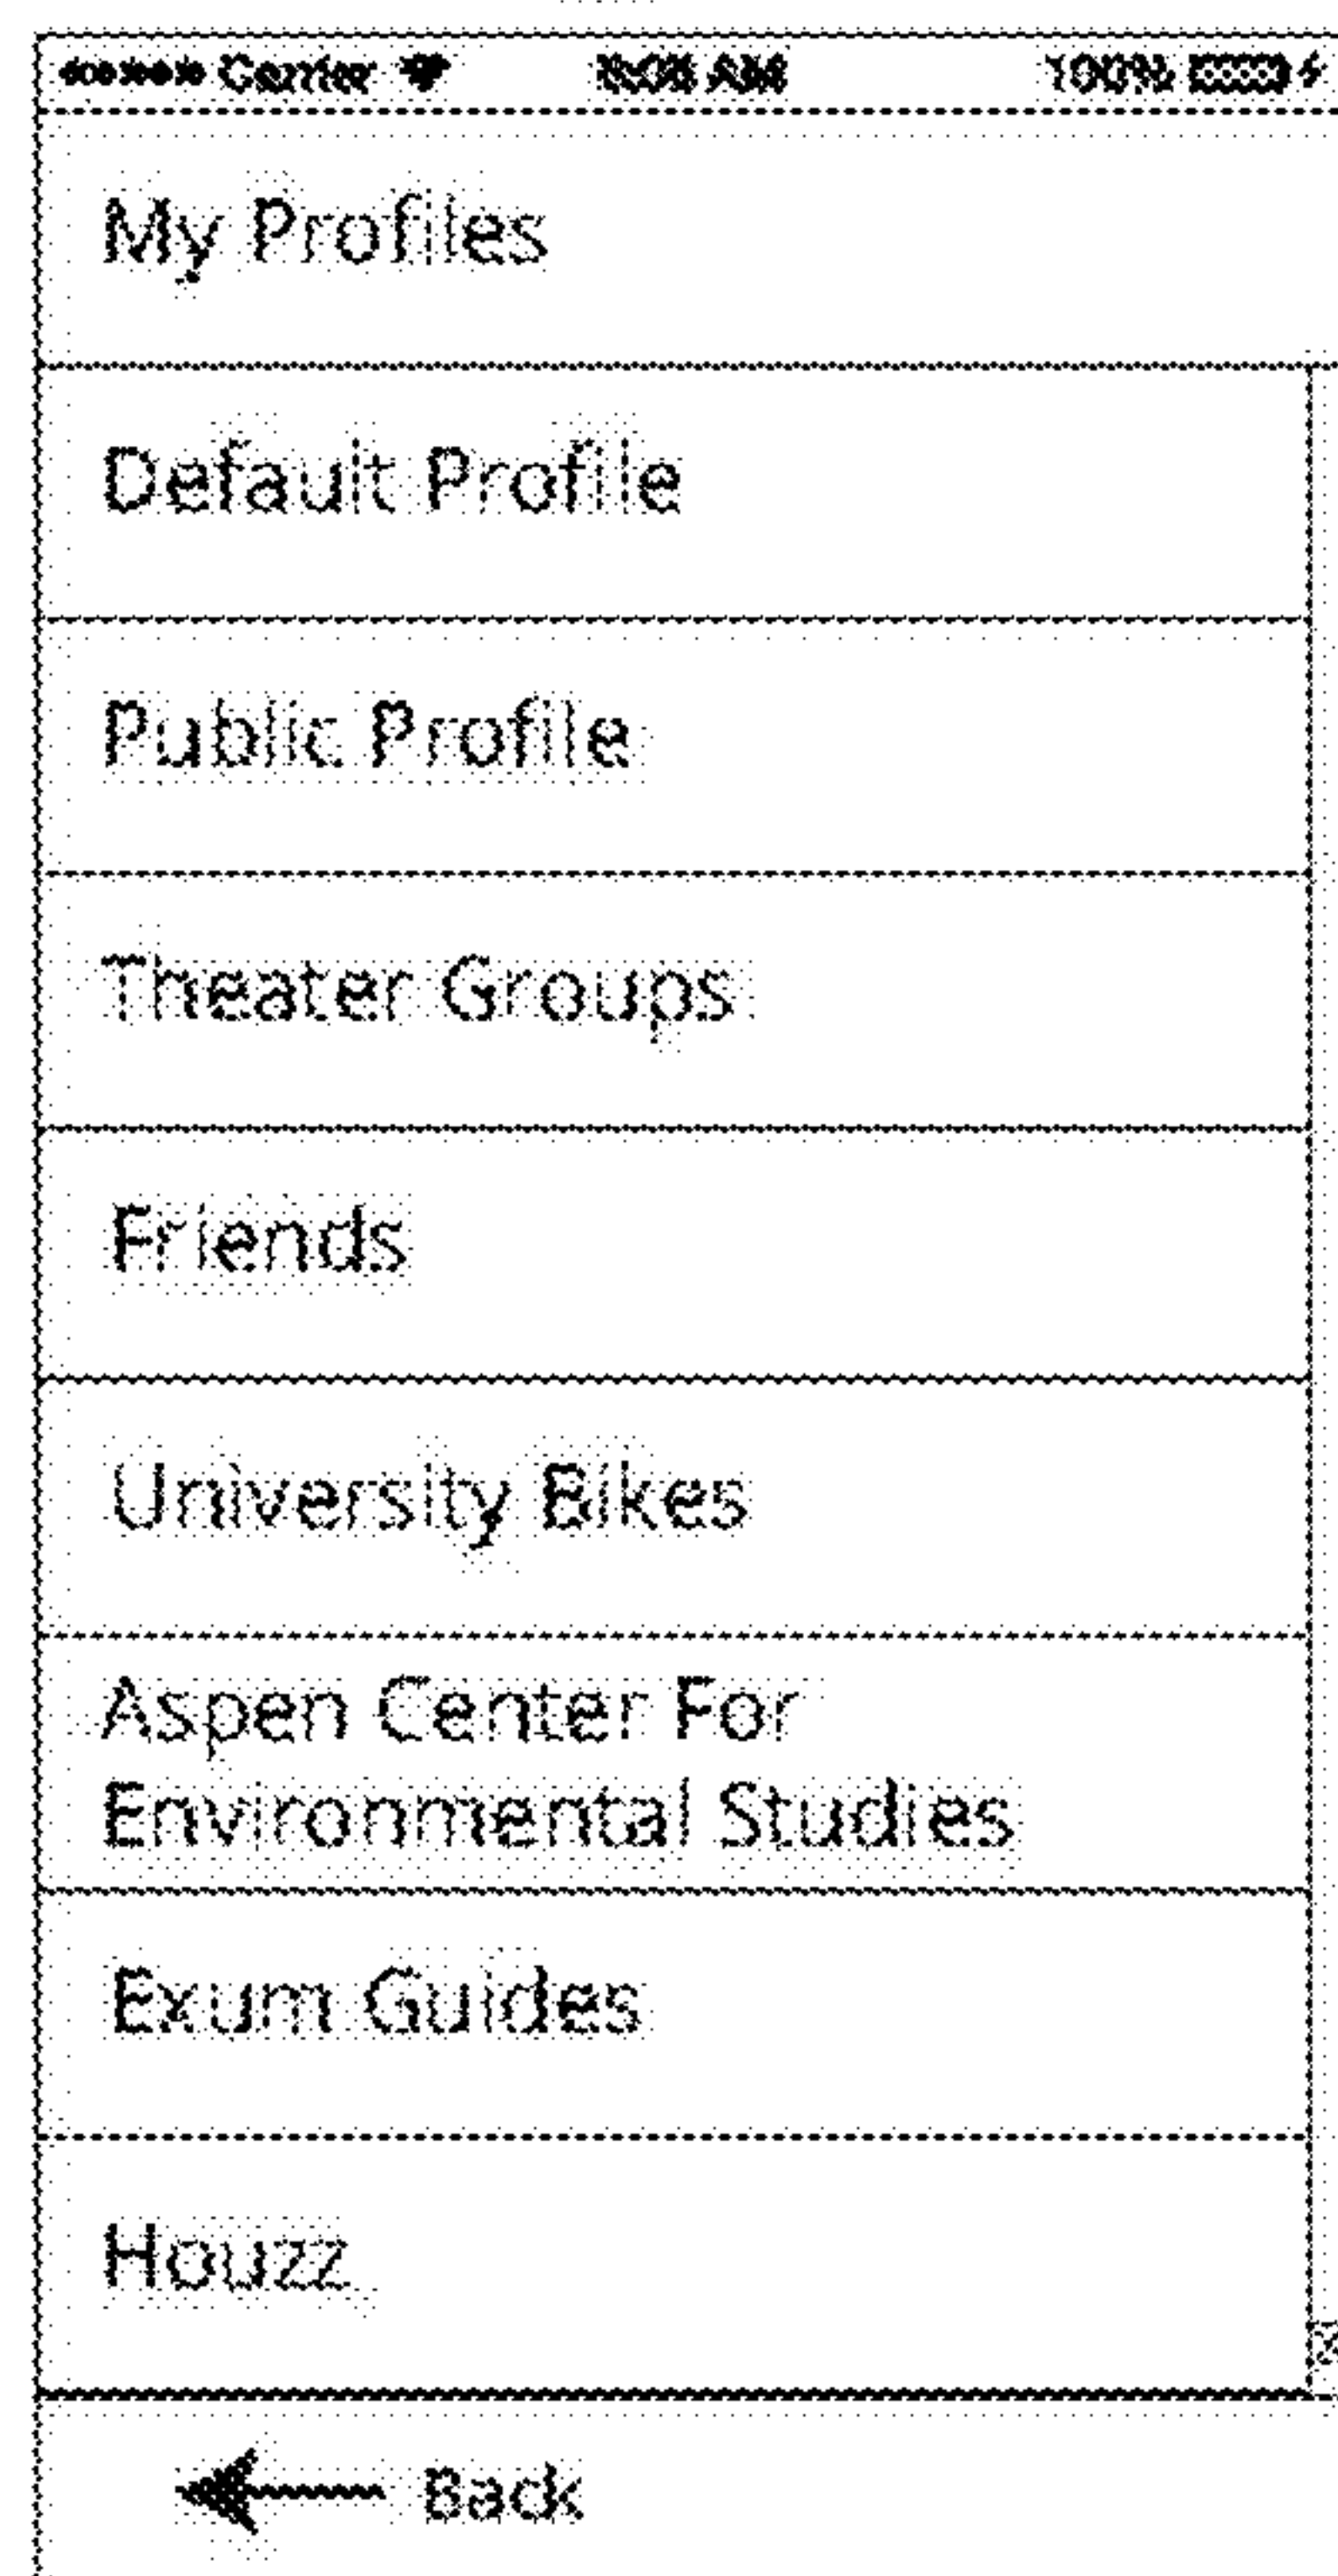 Carrier 100%
My Profiles
Default Profile
Public Profile
Theater Groups
Friends
University Bikes
Aspen Center For
Environmental Studies
Exum Guides
Houzz
Back